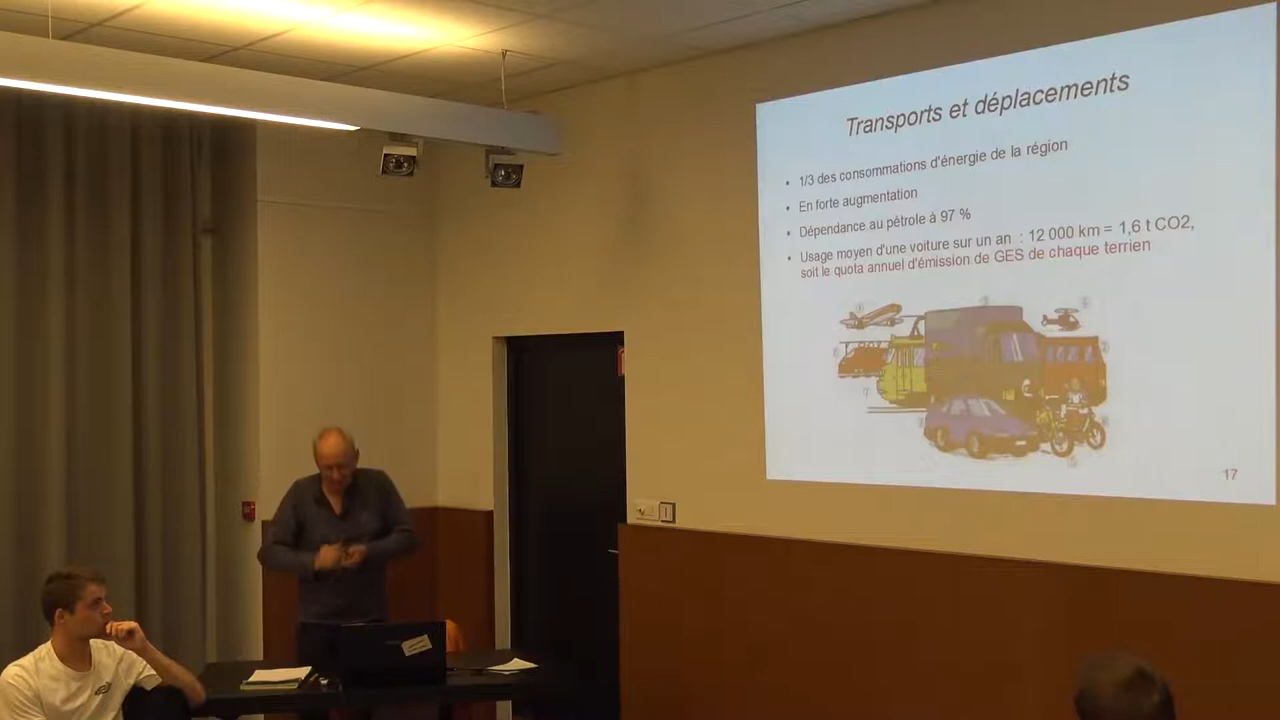 Transports et déplacements
• 1/3 des consommations d'énergie de la région
• En forte augmentation
• Dépendance au pétrole à 97 %
• Usage moyen d'une voiture sur un an : 12 000 km = 1,6 t CO2,
soit le quota annuel d'émission de GES de chaque terrien
17